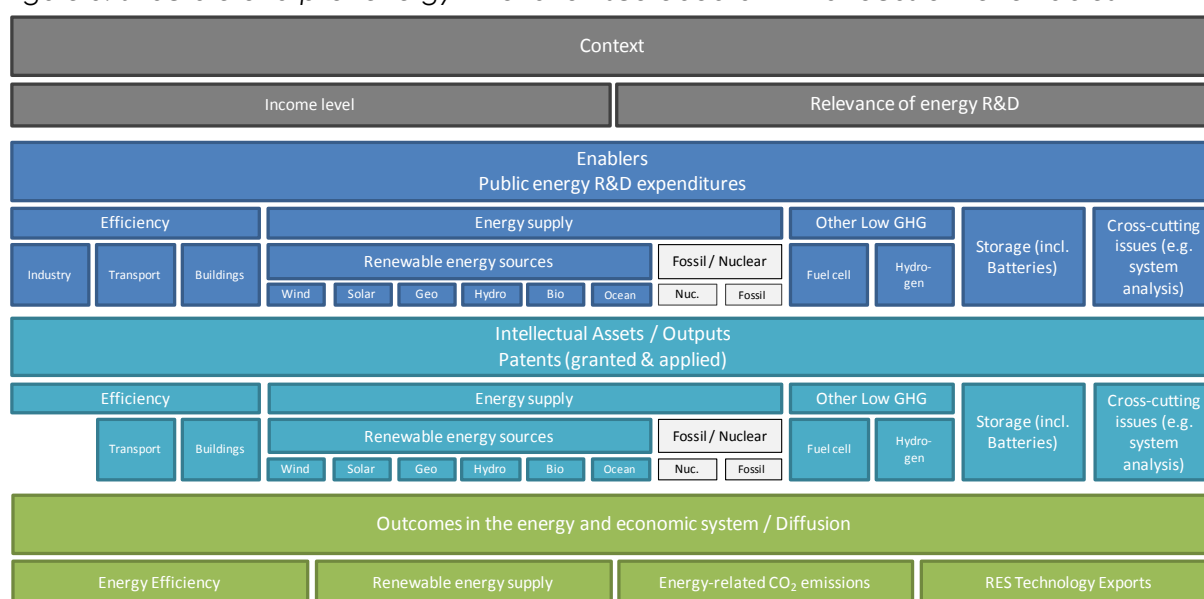 Context
Income level
Relevance of energy R&D
Enablers
Public energy R&D expenditures
Efficiency
Energy supply
Other Low GHG
Storage (incl.
Batteries)
Cross-cutting
issues (e.g.
system
analysis)
Industry
Transport
Buildings
Renewable energy sources
Fossil / Nuclear
Fuel cell
Hydro-
gen
Wind
Solar
Geo
Hydro
Bio
Ocean
Nuc.
Fossil
Intellectual Assets / Outputs
Patents (granted & applied)
Efficiency
Energy supply
Other Low GHG
Storage (incl.
Batteries)
Cross-cutting
issues (e.g.
system
analysis)
Transport
Buildings
Renewable energy sources
Fossil / Nuclear
Fuel cell
Hydro-
gen
Wind
Solar
Geo
Hydro
Bio
Ocean
Nuc.
Fossil
Outcomes in the energy and economic system / Diffusion
Energy Efficiency
Renewable energy supply
Energy-related CO₂ emissions
RES Technology Exports